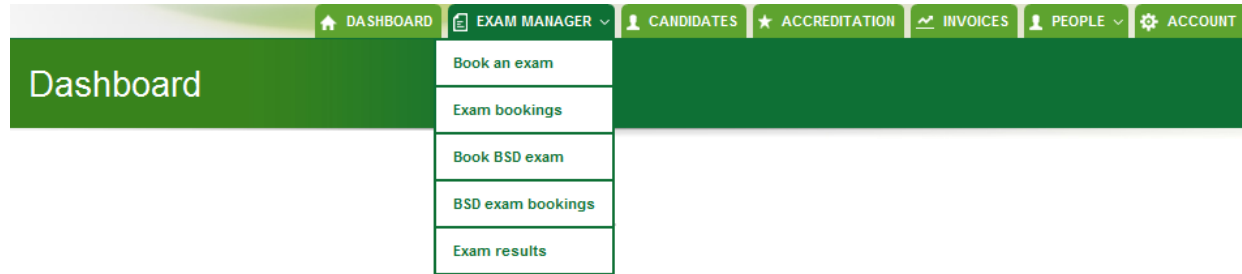 DASHBOARD EXAM MANAGER CANDIDATES ACCREDITATION INVOICES PEOPLE ACCOUNT
Dashboard
Book an exam
Exam bookings
Book BSD exam
BSD exam bookings
Exam results